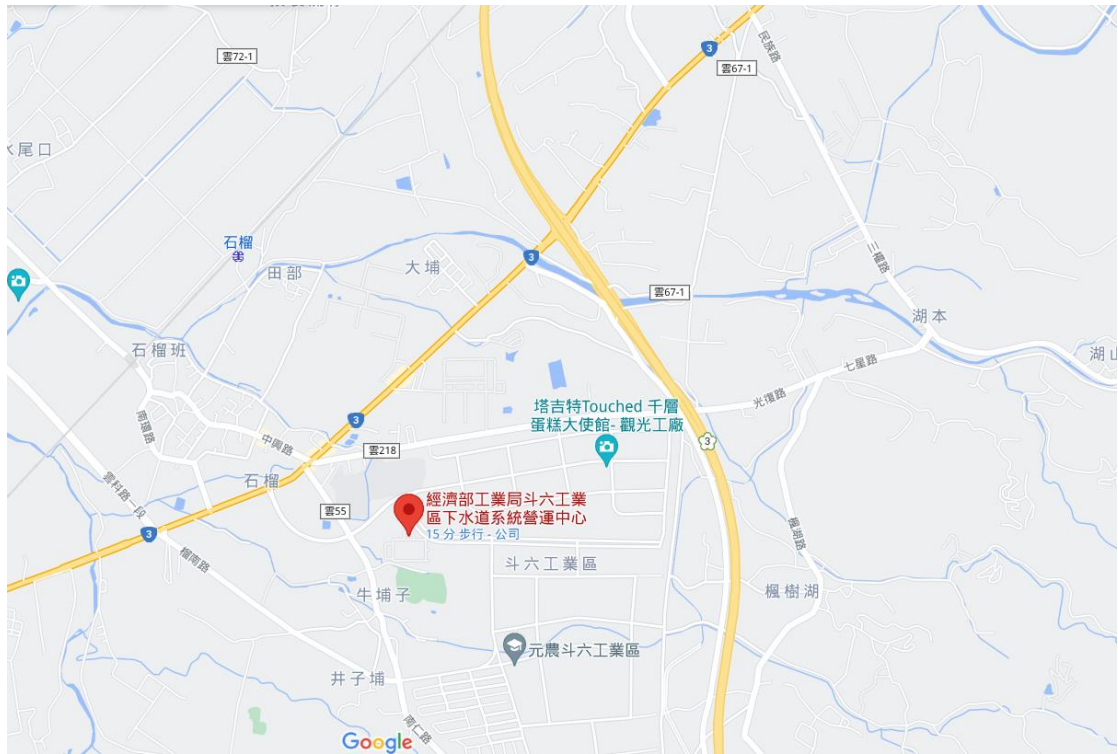 雲72-1
3
雲67-1
民族路
水尾口
石榴
田部
大埔
3
雲67-1
三福路
湖本
湖山
石榴班
七星路
光復路
塔吉特Touched 千層
蛋糕大使館- 觀光工廠
3
南環路
中興路
3
雲218
石榴
雲科路一段
經濟部工業局斗六工業
區下水道系統營運中心
15 分 步行 - 公司
雲55
3
榴南路
斗六工業區
楓湖路
牛埔子
楓樹湖
元農斗六工業區
井子埔
南仁路
Google